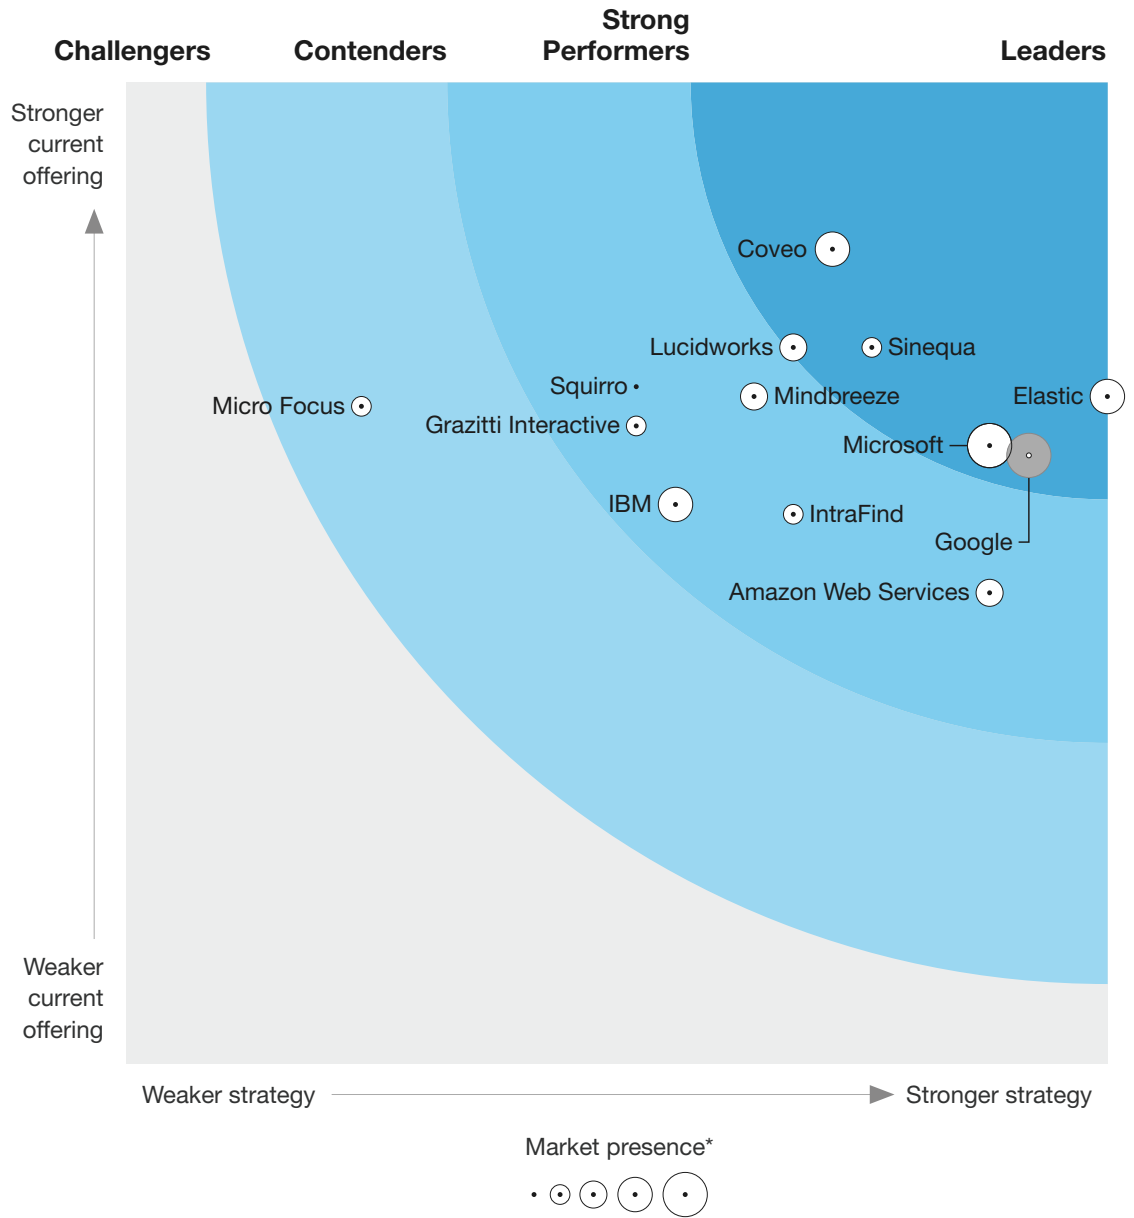 Challengers
Contenders
Strong
Performers
Leaders
Stronger
current
offering
Coveo
Lucidworks
Sinequa
Squirro
Mindbreeze
Elastic
Micro Focus
Grazitti Interactive
Microsoft
IBM
IntraFind
Google
Amazon Web Services
Weaker
current
offering
Weaker strategy
Stronger strategy
Market presence*